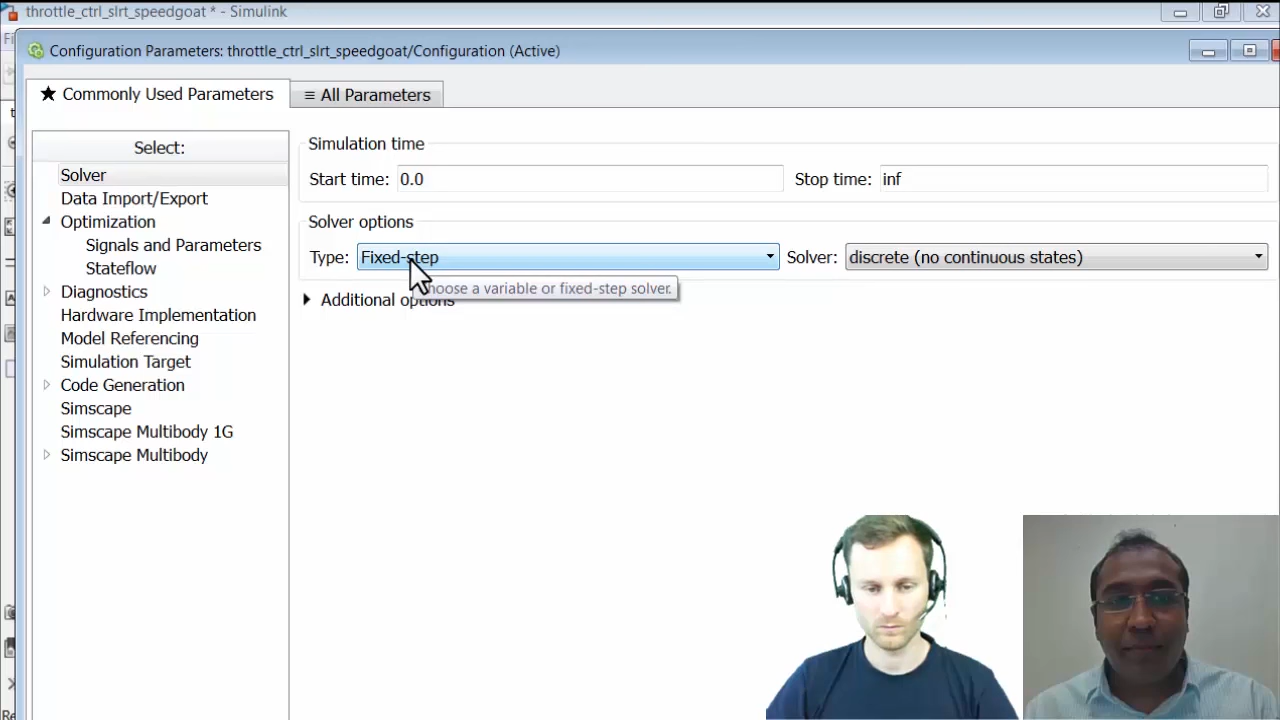 throttle_ctrl_slrt_speedgoat * - Simulink
Configuration Parameters: throttle_ctrl_slrt_speedgoat/Configuration (Active)
★ Commonly Used Parameters
≡ All Parameters
Select:
Solver
Data Import/Export
Optimization
Signals and Parameters
Stateflow
Diagnostics
Hardware Implementation
Model Referencing
Simulation Target
Code Generation
Simscape
Simscape Multibody 1G
Simscape Multibody
Simulation time
Start time: 0.0
Stop time: inf
Solver options
Type: Fixed-step
Solver: discrete (no continuous states)
a variable or fixed-step solver.
Additional options